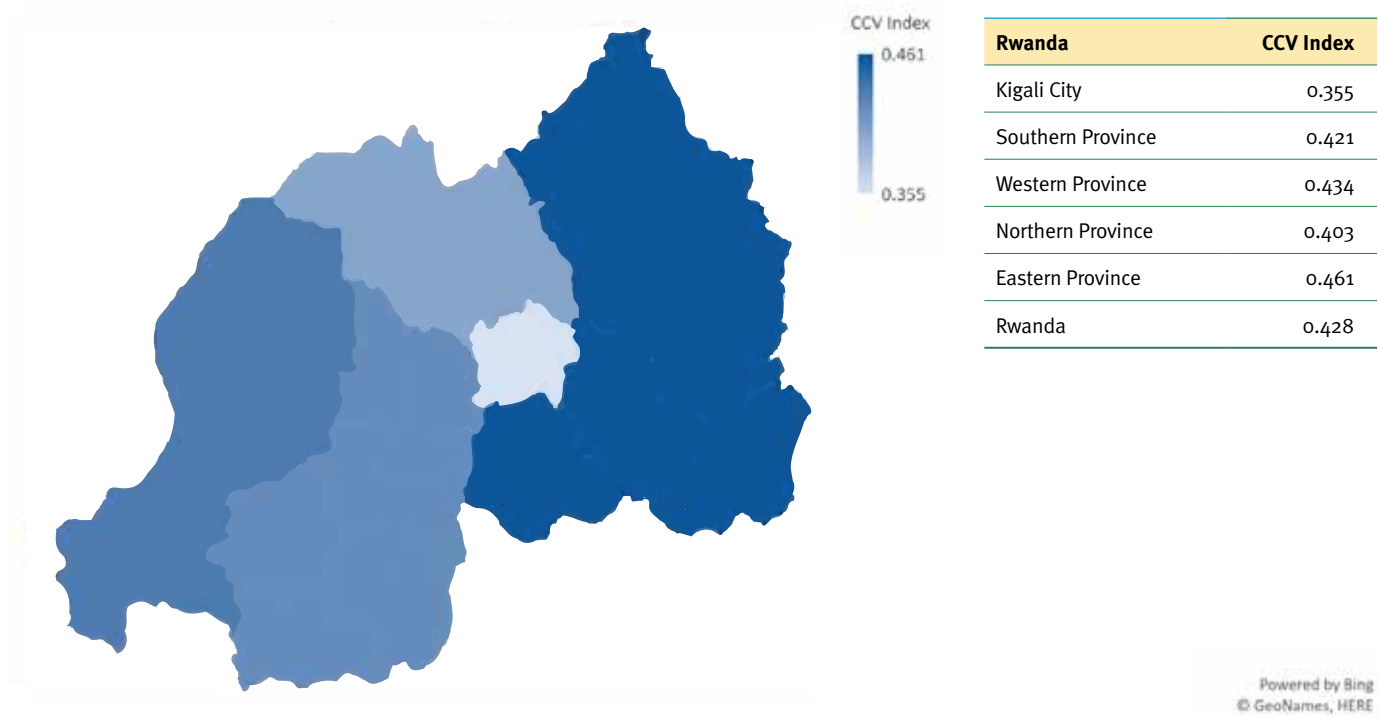 CCV Index
0.461
0.355
Rwanda CCV Index
Kigali City 0.355
Southern Province 0.421
Western Province 0.434
Northern Province 0.403
Eastern Province 0.461
Rwanda 0.428
Powered by Bing
© GeoNames, HERE